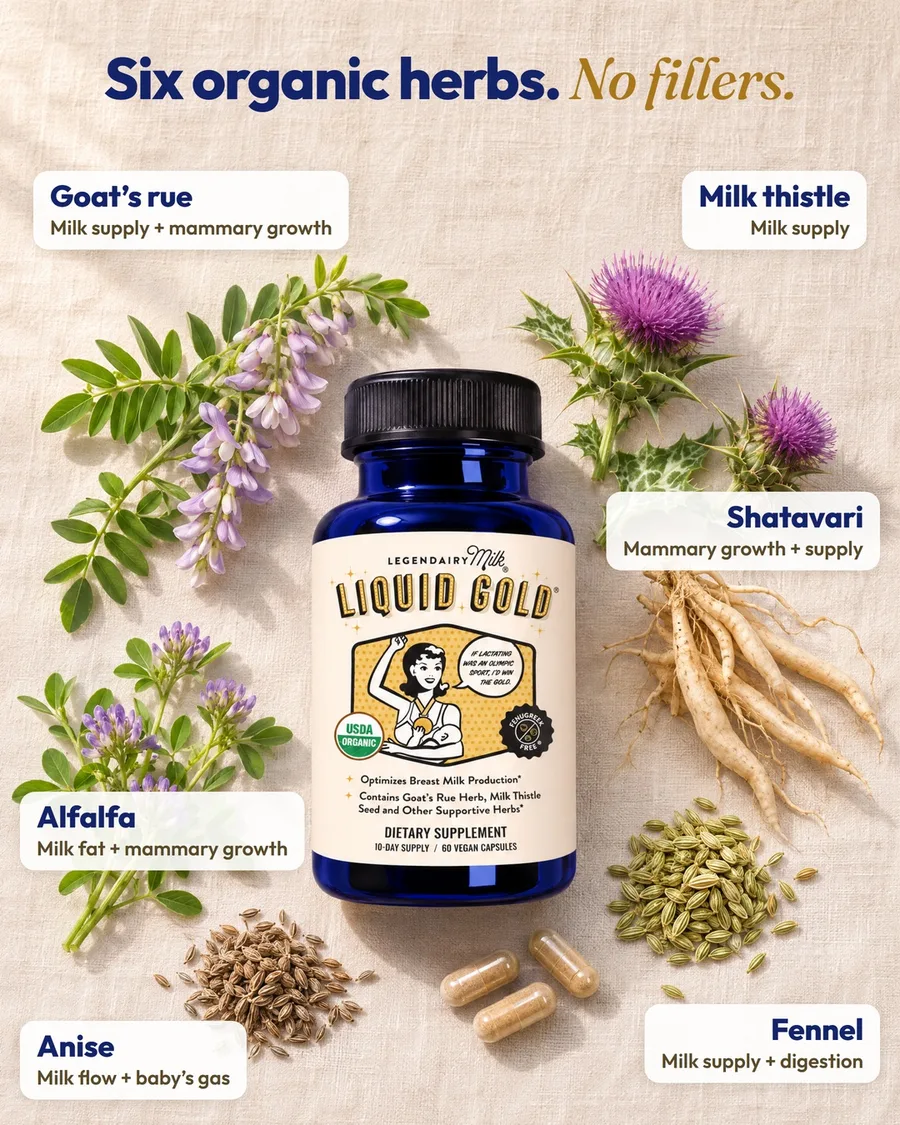 Six organic herbs. No fillers.
Goat's rue
Milk supply + mammary growth
Milk thistle
Milk supply
Shatavari
Mammary growth + supply
LEGENDAIRY Milk®
LIQUID GOLD®
IF LACTATING
WAS AN OLYMPIC
SPORT, I'D WIN
THE GOLD.
USDA
ORGANIC
FENUGREEK
FREE
Optimizes Breast Milk Production*
Contains Goat's Rue Herb, Milk Thistle
Seed and Other Supportive Herbs*
DIETARY SUPPLEMENT
10-DAY SUPPLY / 60 VEGAN CAPSULES
Alfalfa
Milk fat + mammary growth
Anise
Milk flow + baby's gas
Fennel
Milk supply + digestion